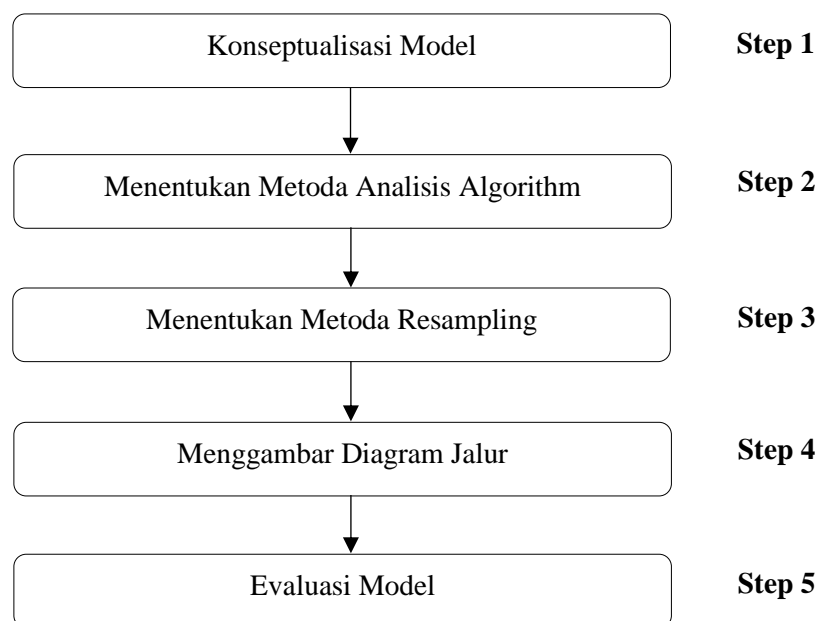 Konseptualisasi Model Step 1
Menentukan Metoda Analisis Algorithm Step 2
Menentukan Metoda Resampling Step 3
Menggambar Diagram Jalur Step 4
Evaluasi Model Step 5